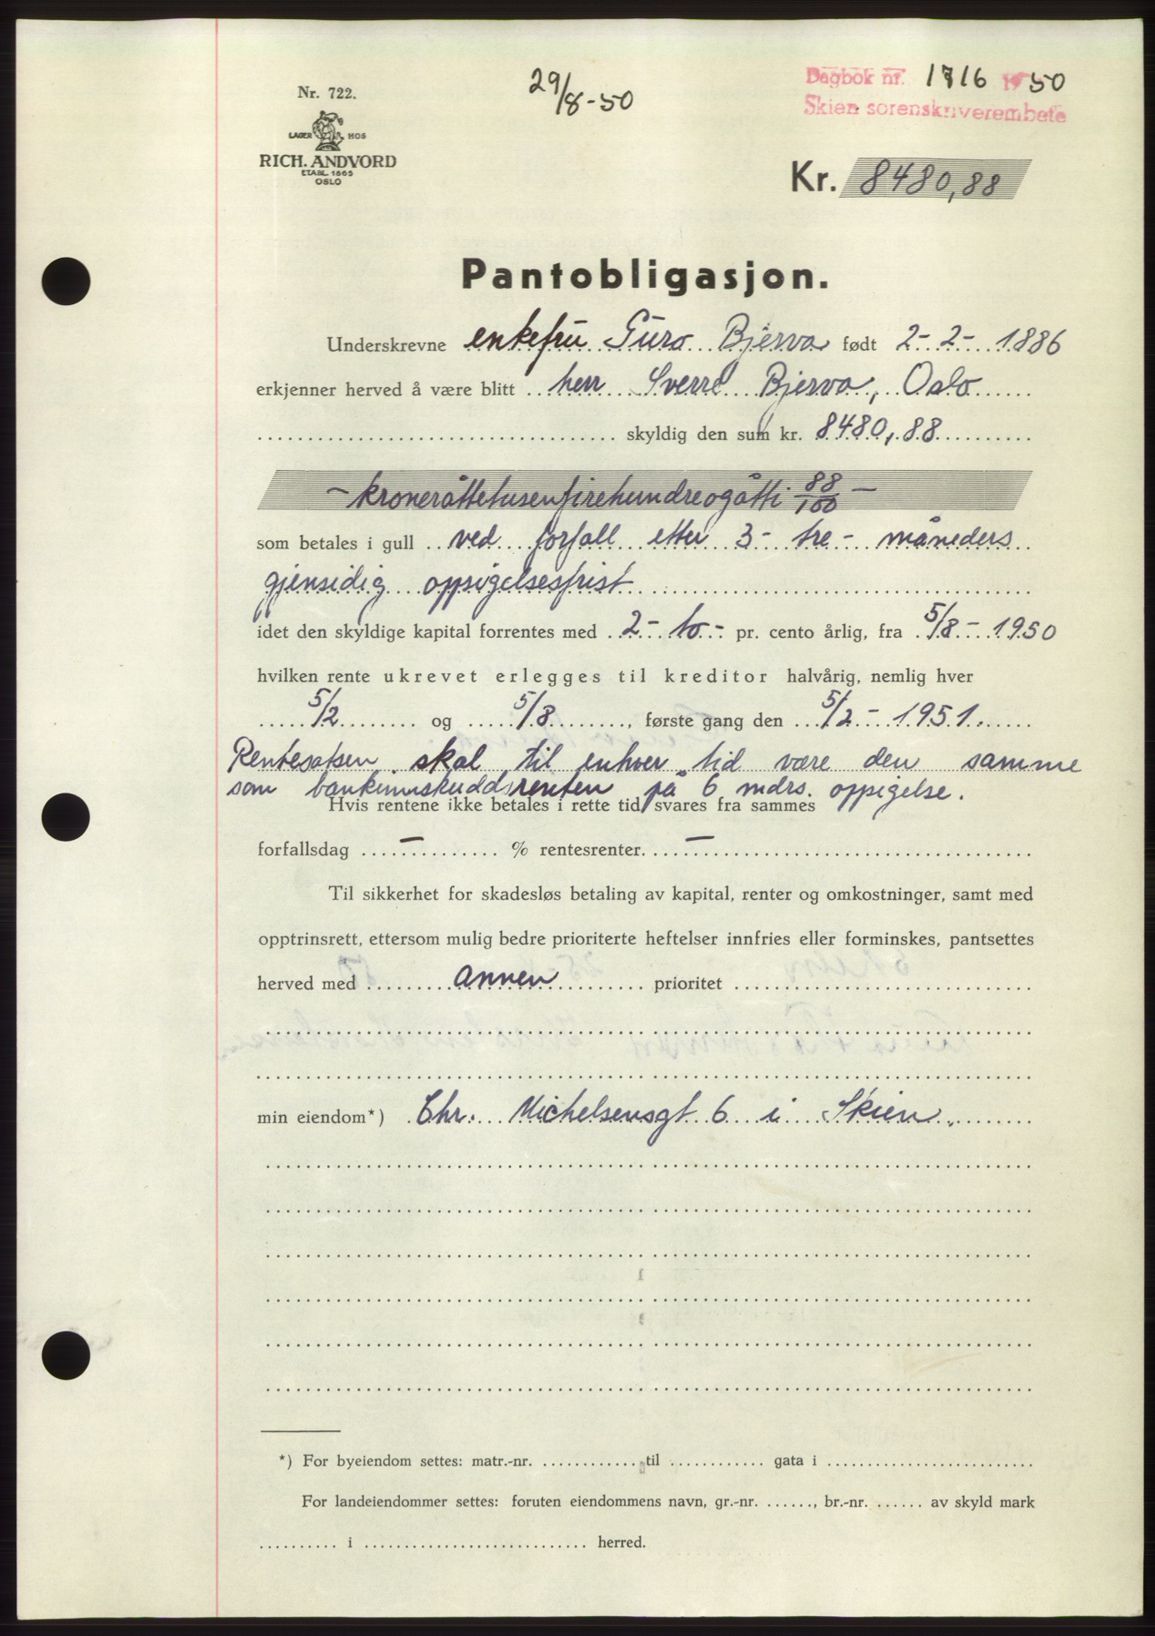 Nr. 722.
LAGER HOS
RICH. ANDVORD
ETABL. 1865
OSLO
29/8-50
Dagbok nr. 1716 1950
Skien sorenskriverembete
Kr. 8480,88
Pantobligasjon.
Underskrevne enkefru Guro Bjerva født 2-2-1886
erkjenner herved å være blitt herr Sverre Bjerva, Oslo
skyldig den sum kr. 8480,88
- kroneråttetusenfirehundreogåtti 88/100 -
som betales i gull ved forfall etter 3- tre- måneders
gjensidig oppsigelsesfrist
idet den skyldige kapital forrentes med 2- to- pr. cento årlig, fra 5/8- 1950
hvilken rente ukrevet erlegges til kreditor halvårig, nemlig hver
5/2 og 5/8, første gang den 5/2- 1951.
Rentesatsen skal til enhver tid være den samme
som bankinnskuddsrenten på 6 mdrs. oppigelse.
Hvis rentene ikke betales i rette tid svares fra sammes
forfallsdag — % rentesrenter. —
Til sikkerhet for skadesløs betaling av kapital, renter og omkostninger, samt med
opptrinsrett, ettersom mulig bedre prioriterte heftelser innfries eller forminskes, pantsettes
herved med annen prioritet
min eiendom*) Chr. Michelsensgt 6 i Skien.
*) For byeiendom settes: matr.-nr. ............ til ............ gata i ............
For landeiendommer settes: foruten eiendommens navn, gr.-nr. ......, br.-nr. ...... av skyld mark
.......... i ............................ herred.